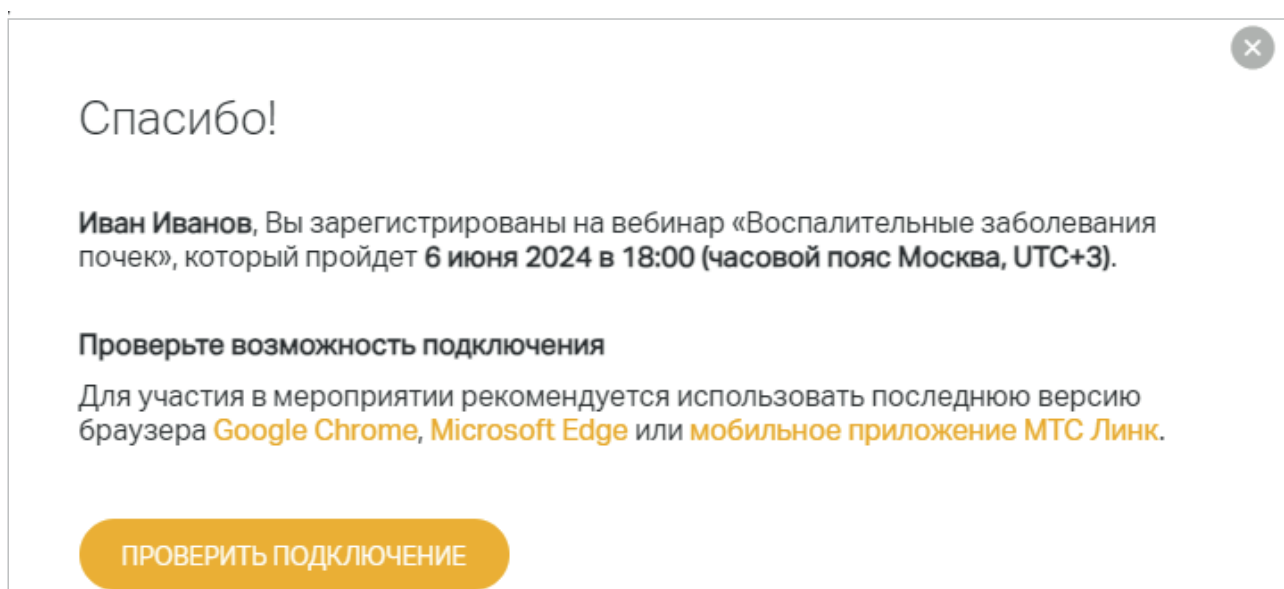 Спасибо!
Иван Иванов, Вы зарегистрированы на вебинар «Воспалительные заболевания
почек», который пройдет 6 июня 2024 в 18:00 (часовой пояс Москва, UTC+3).
Проверьте возможность подключения
Для участия в мероприятии рекомендуется использовать последнюю версию
браузера Google Chrome, Microsoft Edge или мобильное приложение МТС Линк.
ПРОВЕРИТЬ ПОДКЛЮЧЕНИЕ